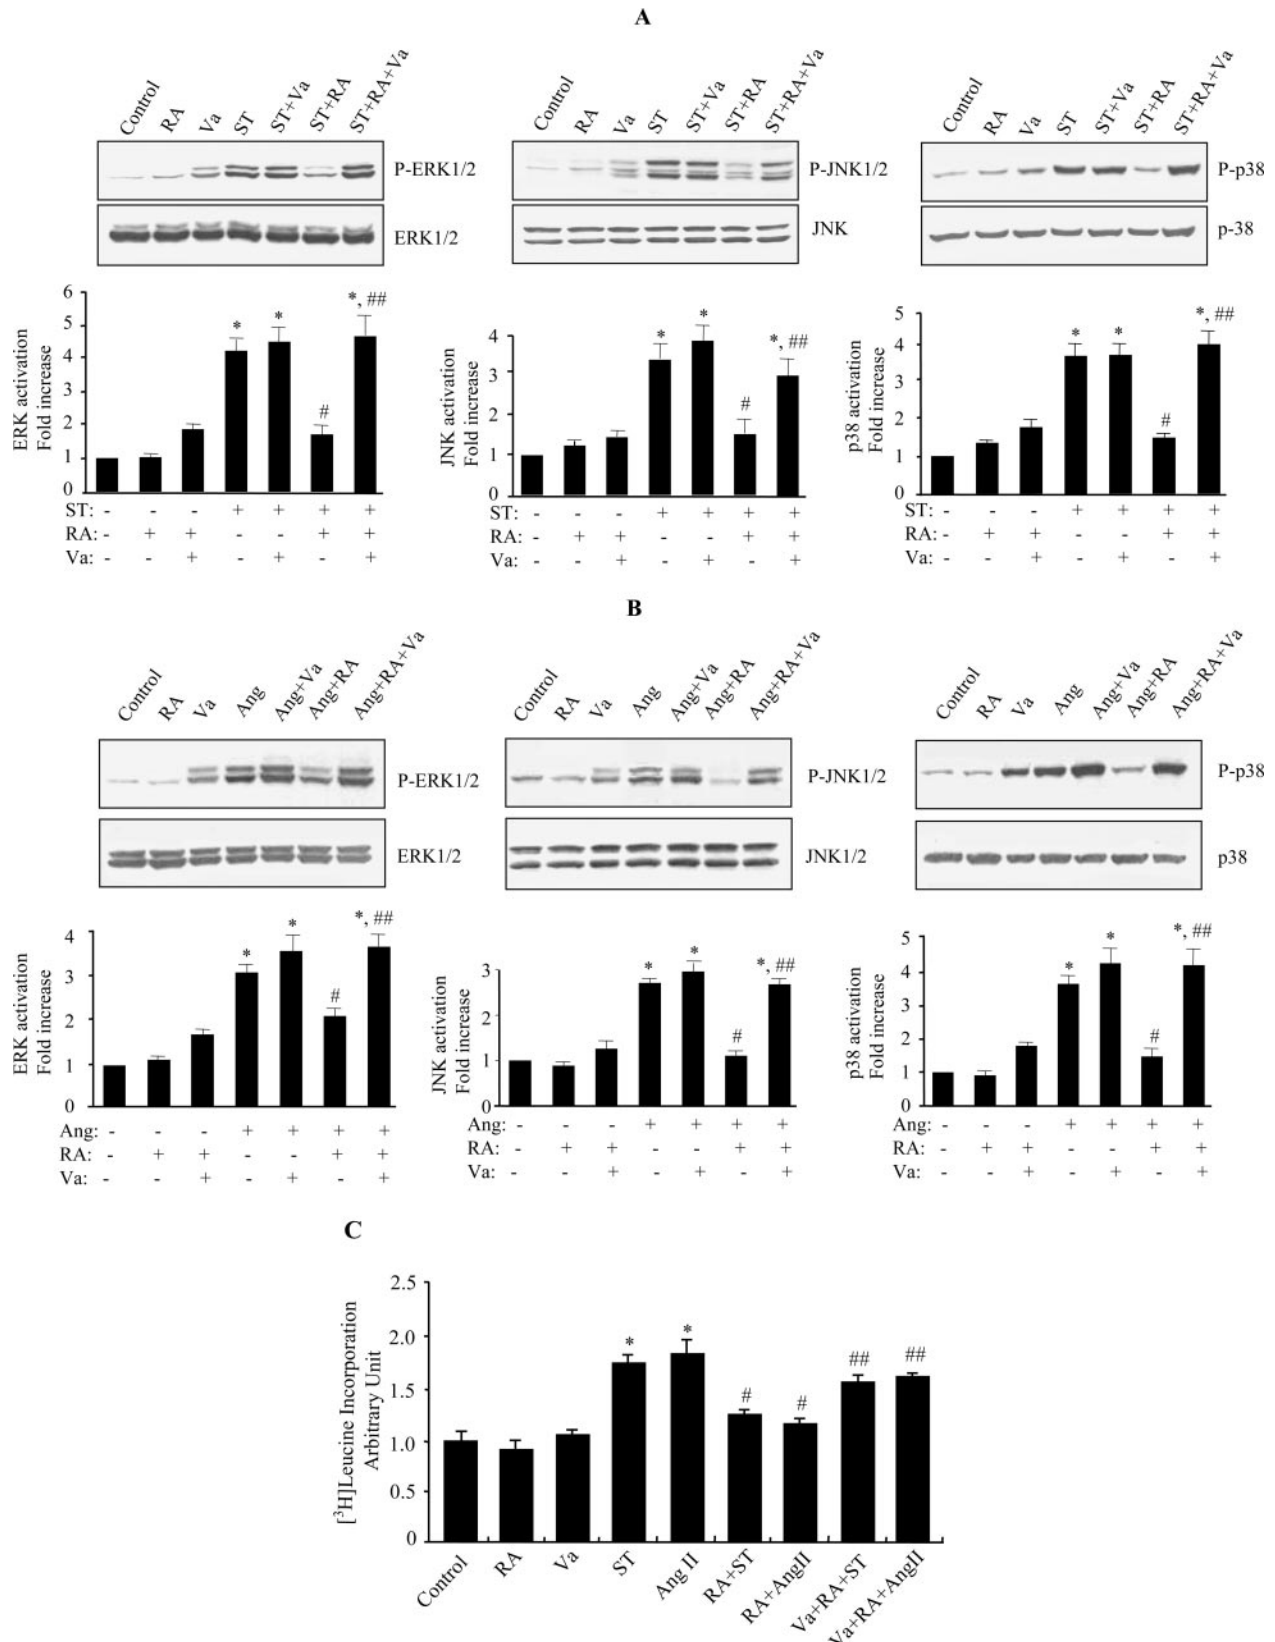 A
Control RA Va ST ST+Va ST+RA ST+RA+Va
P-ERK1/2
ERK1/2
ERK activation
Fold increase
6
5
4
3
2
1
0
* * # *, ##
ST: - - - + + + +
RA: - + + - - + +
Va: - - + - + - +
Control RA Va ST ST+Va ST+RA ST+RA+Va
P-JNK1/2
JNK
JNK activation
Fold increase
4
3
2
1
0
* * # *, ##
ST: - - - + + + +
RA: - + + - - + +
Va: - - + - + - +
Control RA Va ST ST+Va ST+RA ST+RA+Va
P-p38
p-38
p38 activation
Fold increase
5
4
3
2
1
0
* * # *, ##
ST: - - - + + + +
RA: - + + - - + +
Va: - - + - + - +
B
Control RA Va Ang Ang+Va Ang+RA Ang+RA+Va
P-ERK1/2
ERK1/2
ERK activation
Fold increase
4
3
2
1
0
* * # *, ##
Ang: - - - + + + +
RA: - + + - - + +
Va: - - + - + - +
Control RA Va Ang Ang+Va Ang+RA Ang+RA+Va
P-JNK1/2
JNK1/2
JNK activation
Fold increase
3
2
1
0
* * # *, ##
Ang: - - - + + + +
RA: - + + - - + +
Va: - - + - + - +
Control RA Va Ang Ang+Va Ang+RA Ang+RA+Va
P-p38
p38
p38 activation
Fold increase
5
4
3
2
1
0
* * # *, ##
Ang: - - - + + + +
RA: - + + - - + +
Va: - - + - + - +
C
[³H]Leucine Incorporation
Arbitrary Unit
2.5
2.0
1.5
1.0
0.5
0
* * # # ## ##
Control RA Va ST Ang II RA+ST RA+AngII Va+RA+ST Va+RA+AngII